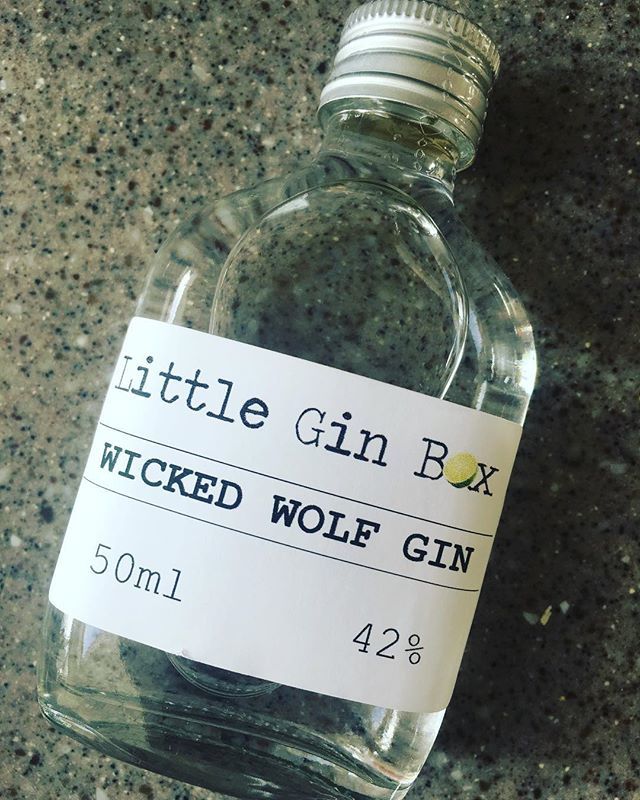 Little Gin Box
WICKED WOLF GIN
50ml
42%